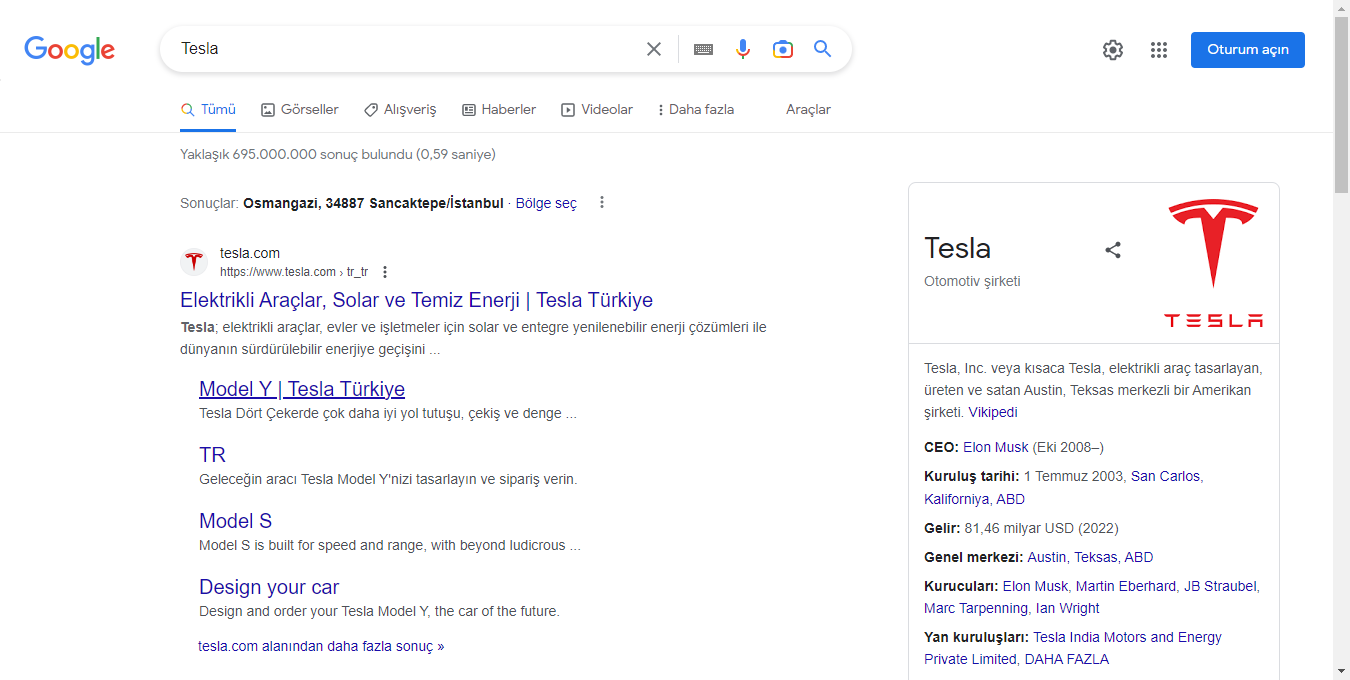 Google
Tesla
Oturum açın
Tümü
Görseller
Alışveriş
Haberler
Videolar
Daha fazla
Araçlar
Yaklaşık 695.000.000 sonuç bulundu (0,59 saniye)
Sonuçlar: Osmangazi, 34887 Sancaktepe/İstanbul · Bölge seç
tesla.com
https://www.tesla.com › tr_tr
Elektrikli Araçlar, Solar ve Temiz Enerji | Tesla Türkiye
Tesla; elektrikli araçlar, evler ve işletmeler için solar ve entegre yenilenebilir enerji çözümleri ile
dünyanın sürdürülebilir enerjiye geçişini ...
Model Y | Tesla Türkiye
Tesla Dört Çekerde çok daha iyi yol tutuşu, çekiş ve denge ...
TR
Geleceğin aracı Tesla Model Y'nizi tasarlayın ve sipariş verin.
Model S
Model S is built for speed and range, with beyond ludicrous ...
Design your car
Design and order your Tesla Model Y, the car of the future.
tesla.com alanından daha fazla sonuç »
Tesla
Otomotiv şirketi
TESLA
Tesla, Inc. veya kısaca Tesla, elektrikli araç tasarlayan,
üreten ve satan Austin, Teksas merkezli bir Amerikan
şirketi. Vikipedi
CEO: Elon Musk (Eki 2008–)
Kuruluş tarihi: 1 Temmuz 2003, San Carlos,
Kaliforniya, ABD
Gelir: 81,46 milyar USD (2022)
Genel merkezi: Austin, Teksas, ABD
Kurucuları: Elon Musk, Martin Eberhard, JB Straubel,
Marc Tarpenning, Ian Wright
Yan kuruluşları: Tesla India Motors and Energy
Private Limited, DAHA FAZLA